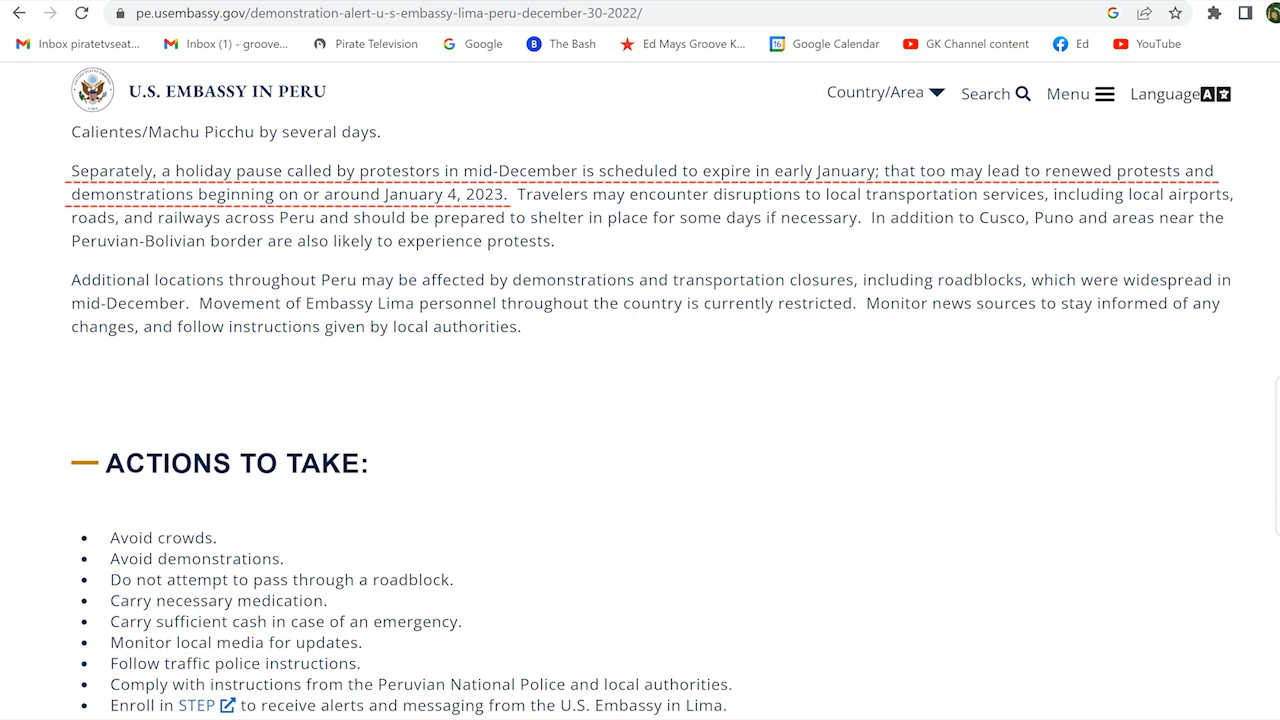 pe.usembassy.gov/demonstration-alert-u-s-embassy-lima-peru-december-30-2022/
Inbox piratetvseat... Inbox (1) - groove... Pirate Television Google The Bash Ed Mays Groove K... 16 Google Calendar GK Channel content Ed YouTube
U.S. EMBASSY IN PERU Country/Area Search Menu Language
Calientes/Machu Picchu by several days.
Separately, a holiday pause called by protestors in mid-December is scheduled to expire in early January; that too may lead to renewed protests and
demonstrations beginning on or around January 4, 2023. Travelers may encounter disruptions to local transportation services, including local airports,
roads, and railways across Peru and should be prepared to shelter in place for some days if necessary. In addition to Cusco, Puno and areas near the
Peruvian-Bolivian border are also likely to experience protests.
Additional locations throughout Peru may be affected by demonstrations and transportation closures, including roadblocks, which were widespread in
mid-December. Movement of Embassy Lima personnel throughout the country is currently restricted. Monitor news sources to stay informed of any
changes, and follow instructions given by local authorities.
ACTIONS TO TAKE:
• Avoid crowds.
• Avoid demonstrations.
• Do not attempt to pass through a roadblock.
• Carry necessary medication.
• Carry sufficient cash in case of an emergency.
• Monitor local media for updates.
• Follow traffic police instructions.
• Comply with instructions from the Peruvian National Police and local authorities.
• Enroll in STEP to receive alerts and messaging from the U.S. Embassy in Lima.